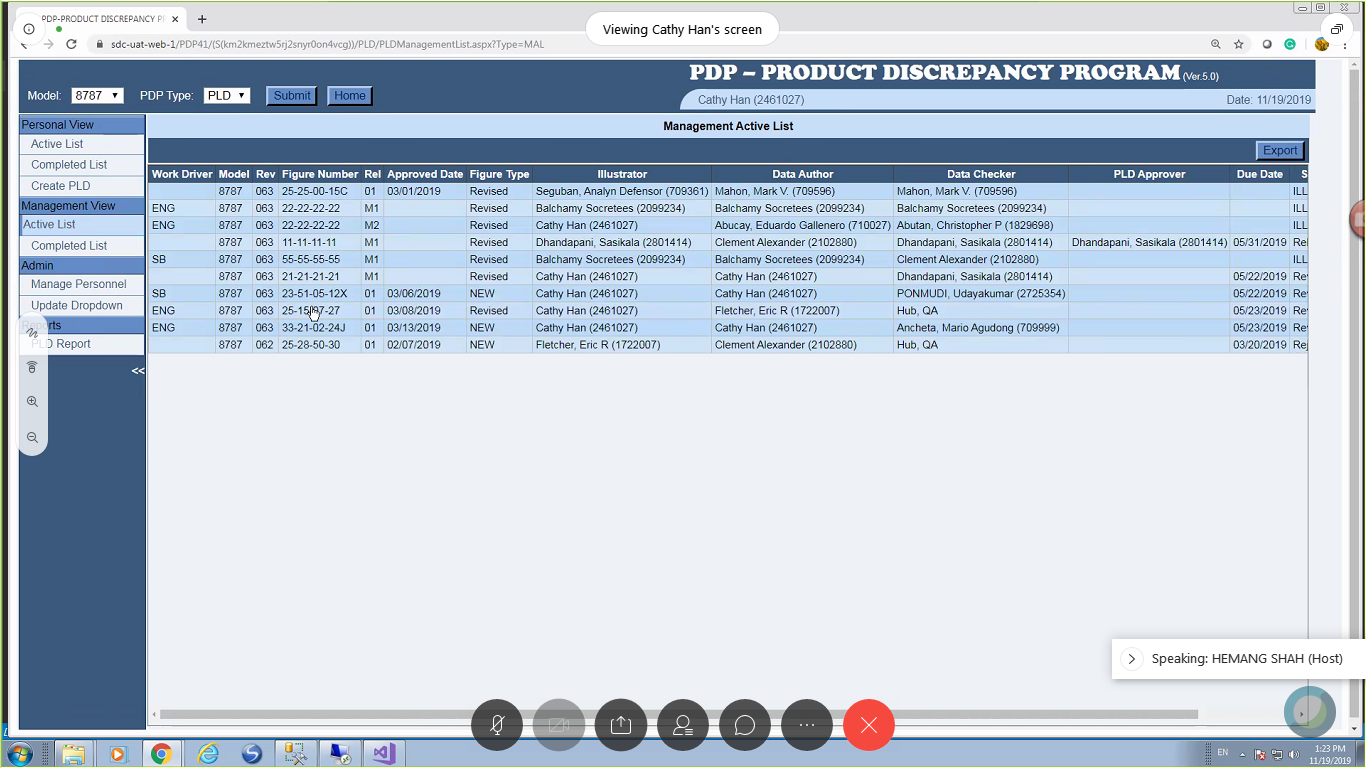 PDP-PRODUCT DISCREPANCY PR
Viewing Cathy Han's screen
sdc-uat-web-1/PDP41/(S(km2kmeztw5rj2snyr0on4vcg))/PLD/PLDManagementList.aspx?Type=MAL
PDP – PRODUCT DISCREPANCY PROGRAM (Ver.5.0)
Model: 8787 PDP Type: PLD Submit Home
Cathy Han (2461027) Date: 11/19/2019
Personal View
Active List
Completed List
Create PLD
Management View
Active List
Completed List
Admin
Manage Personnel
Update Dropdown
PLD Report
<<
Management Active List
Export
Work Driver Model Rev Figure Number Rel Approved Date Figure Type Illustrator Data Author Data Checker PLD Approver Due Date S
8787 063 25-25-00-15C 01 03/01/2019 Revised Seguban, Analyn Defensor (709361) Mahon, Mark V. (709596) Mahon, Mark V. (709596) ILL
ENG 8787 063 22-22-22-22 M1 Revised Balchamy Socretees (2099234) Balchamy Socretees (2099234) Balchamy Socretees (2099234) ILL
ENG 8787 063 22-22-22-22 M2 Revised Cathy Han (2461027) Abucay, Eduardo Gallenero (710027) Abutan, Christopher P (1829698) ILL
8787 063 11-11-11-11 M1 Revised Dhandapani, Sasikala (2801414) Clement Alexander (2102880) Dhandapani, Sasikala (2801414) Dhandapani, Sasikala (2801414) 05/31/2019
SB 8787 063 55-55-55-55 M1 Revised Balchamy Socretees (2099234) Balchamy Socretees (2099234) Clement Alexander (2102880) ILL
8787 063 21-21-21-21 M1 Revised Cathy Han (2461027) Cathy Han (2461027) Dhandapani, Sasikala (2801414) 05/22/2019
SB 8787 063 23-51-05-12X 01 03/06/2019 NEW Cathy Han (2461027) Cathy Han (2461027) PONMUDI, Udayakumar (2725354) 05/22/2019
ENG 8787 063 25-15-07-27 01 03/08/2019 Revised Cathy Han (2461027) Fletcher, Eric R (1722007) Hub, QA 05/23/2019
ENG 8787 063 33-21-02-24J 01 03/13/2019 NEW Cathy Han (2461027) Cathy Han (2461027) Ancheta, Mario Agudong (709999) 05/23/2019
8787 062 25-28-50-30 01 02/07/2019 NEW Fletcher, Eric R (1722007) Clement Alexander (2102880) Hub, QA 03/20/2019
Speaking: HEMANG SHAH (Host)
EN
1:23 PM
11/19/2019